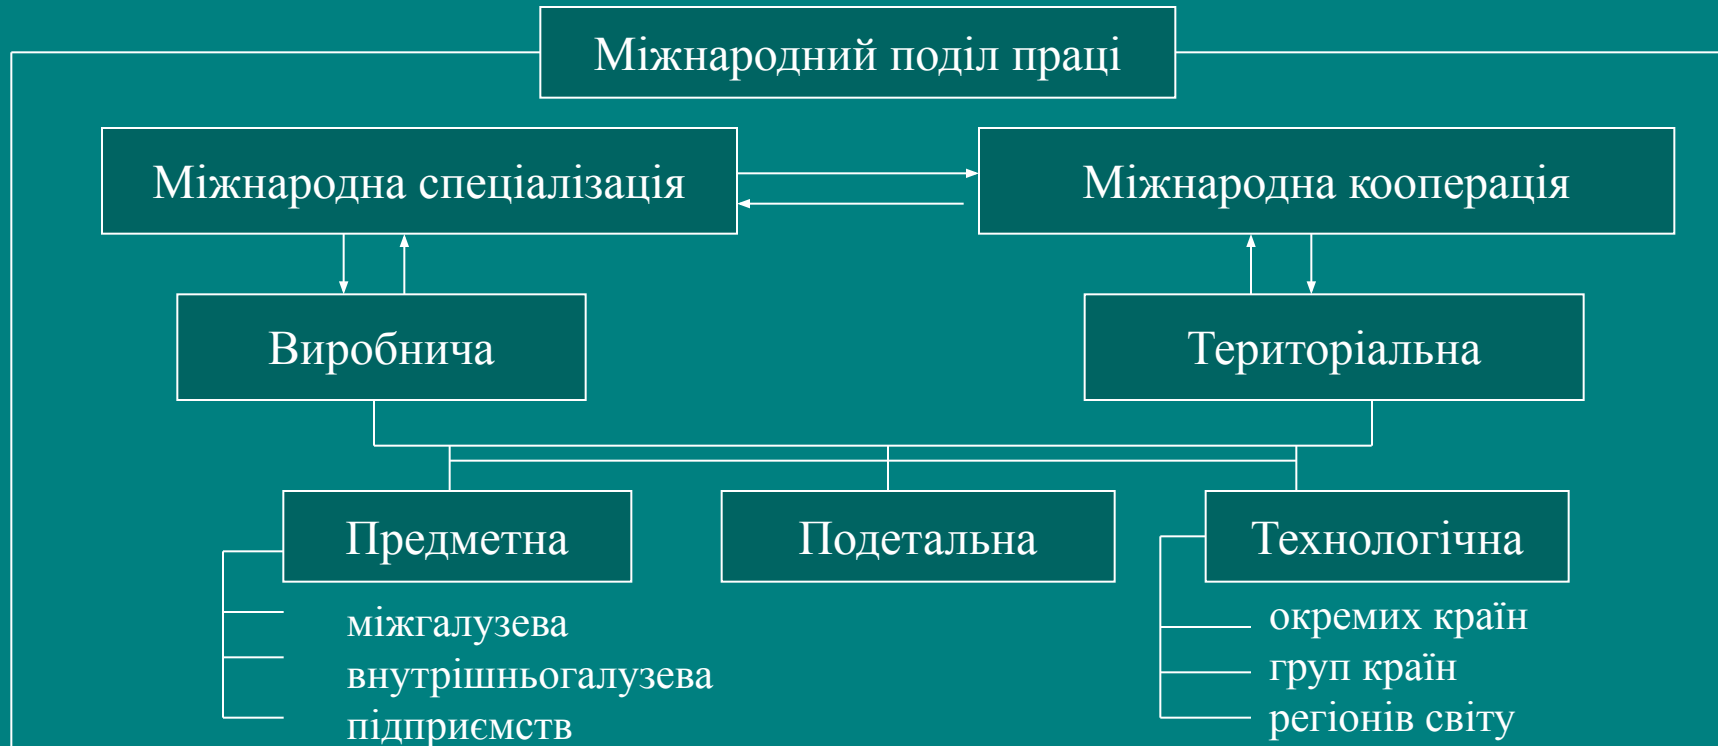 Міжнародний поділ праці
Міжнародна спеціалізація
Міжнародна кооперація
Виробнича
Територіальна
Предметна
Подетальна
Технологічна
міжгалузева
внутрішньогалузева
підприємств
окремих країн
груп країн
регіонів світу